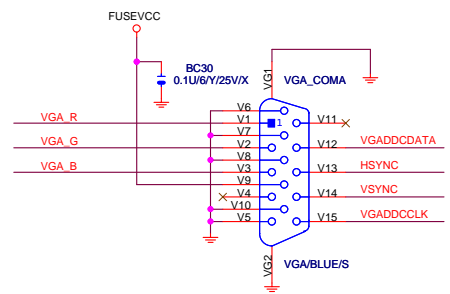 FUSEVCC
BC30
0.1U/6/Y/25V/X
VG1
VGA_COMA
V6
VGA_R V1 1 V11
V7
VGA_G V2 V12 VGADDCDATA
V8
VGA_B V3 V13 HSYNC
V9
V4 V14 VSYNC
V10
V5 V15 VGADDCCLK
VG2
VGA/BLUE/S